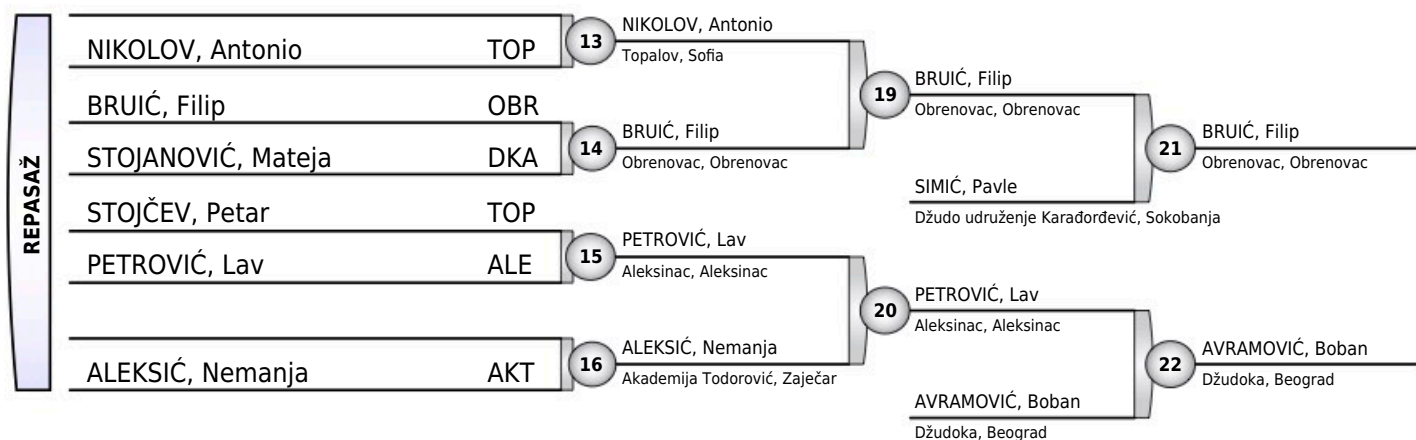 REPASAŽ
NIKOLOV, Antonio TOP
BRUIĆ, Filip OBR
STOJANOVIĆ, Mateja DKA
STOJČEV, Petar TOP
PETROVIĆ, Lav ALE
ALEKSIĆ, Nemanja AKT
13
NIKOLOV, Antonio
Topalov, Sofia
14
BRUIĆ, Filip
Obrenovac, Obrenovac
15
PETROVIĆ, Lav
Aleksinac, Aleksinac
16
ALEKSIĆ, Nemanja
Akademija Todorović, Zaječar
19
BRUIĆ, Filip
Obrenovac, Obrenovac
SIMIĆ, Pavle
Džudo udruženje Karađorđević, Sokobanja
20
PETROVIĆ, Lav
Aleksinac, Aleksinac
AVRAMOVIĆ, Boban
Džudoka, Beograd
21
BRUIĆ, Filip
Obrenovac, Obrenovac
22
AVRAMOVIĆ, Boban
Džudoka, Beograd